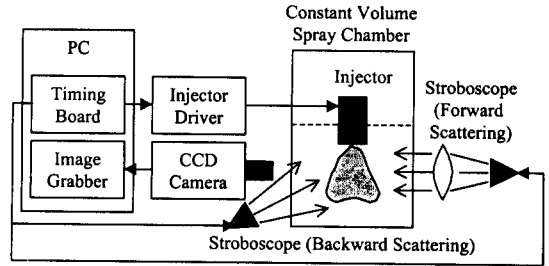 Constant Volume
Spray Chamber
PC
Timing
Board
Injector
Driver
Injector
Stroboscope
(Forward
Scattering)
Image
Grabber
CCD
Camera
Stroboscope (Backward Scattering)